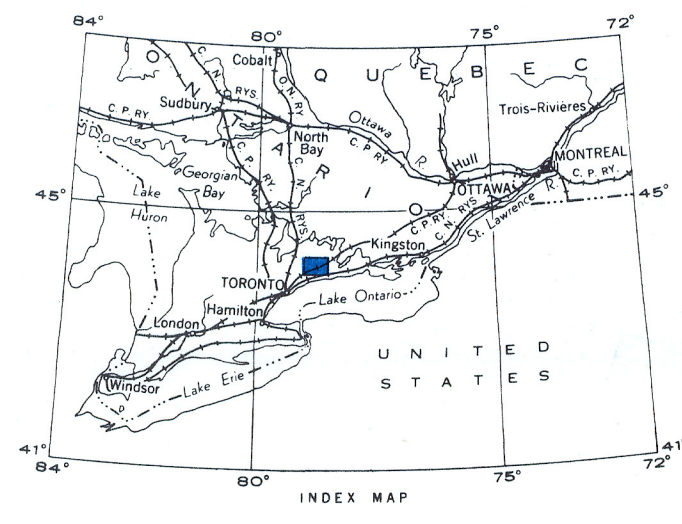 84°
80°
75°
72°
Cobalt
O N T A R I O
Q U E B E C
C. N. RYS.
O. N. RY.
Sudbury
C. P. RY.
Trois-Rivières
Ottawa R.
North Bay
C. P. RY
Hull
MONTREAL
C. P. RY.
Georgian Bay
C. P. RY.
C. N. RYS.
OTTAWA
R.
45°
45°
Lake Huron
C. P. RY.
C. N. RYS.
St. Lawrence
Kingston
TORONTO
Lake Ontario
Hamilton
London
UNITED
STATES
Windsor
Lake Erie
41°
84°
80°
75°
72°
41°
INDEX MAP